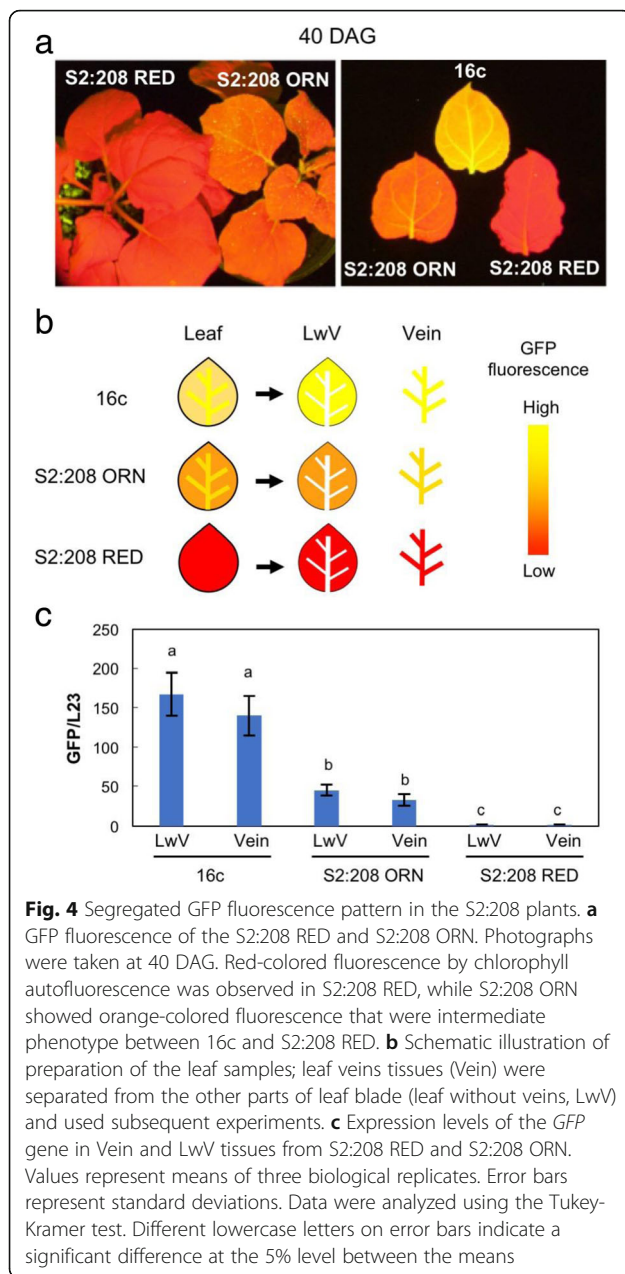 a
40 DAG
S2:208 RED
S2:208 ORN
16c
S2:208 ORN
S2:208 RED
b
Leaf
LwV
Vein
GFP
fluorescence
16c
High
S2:208 ORN
S2:208 RED
Low
c
250
200
150
100
50
0
GFP/L23
a
a
b
b
c
c
LwV
Vein
LwV
Vein
LwV
Vein
16c
S2:208 ORN
S2:208 RED
Fig. 4 Segregated GFP fluorescence pattern in the S2:208 plants. a
GFP fluorescence of the S2:208 RED and S2:208 ORN. Photographs
were taken at 40 DAG. Red-colored fluorescence by chlorophyll
autofluorescence was observed in S2:208 RED, while S2:208 ORN
showed orange-colored fluorescence that were intermediate
phenotype between 16c and S2:208 RED. b Schematic illustration of
preparation of the leaf samples; leaf veins tissues (Vein) were
separated from the other parts of leaf blade (leaf without veins, LwV)
and used subsequent experiments. c Expression levels of the GFP
gene in Vein and LwV tissues from S2:208 RED and S2:208 ORN.
Values represent means of three biological replicates. Error bars
represent standard deviations. Data were analyzed using the Tukey-
Kramer test. Different lowercase letters on error bars indicate a
significant difference at the 5% level between the means